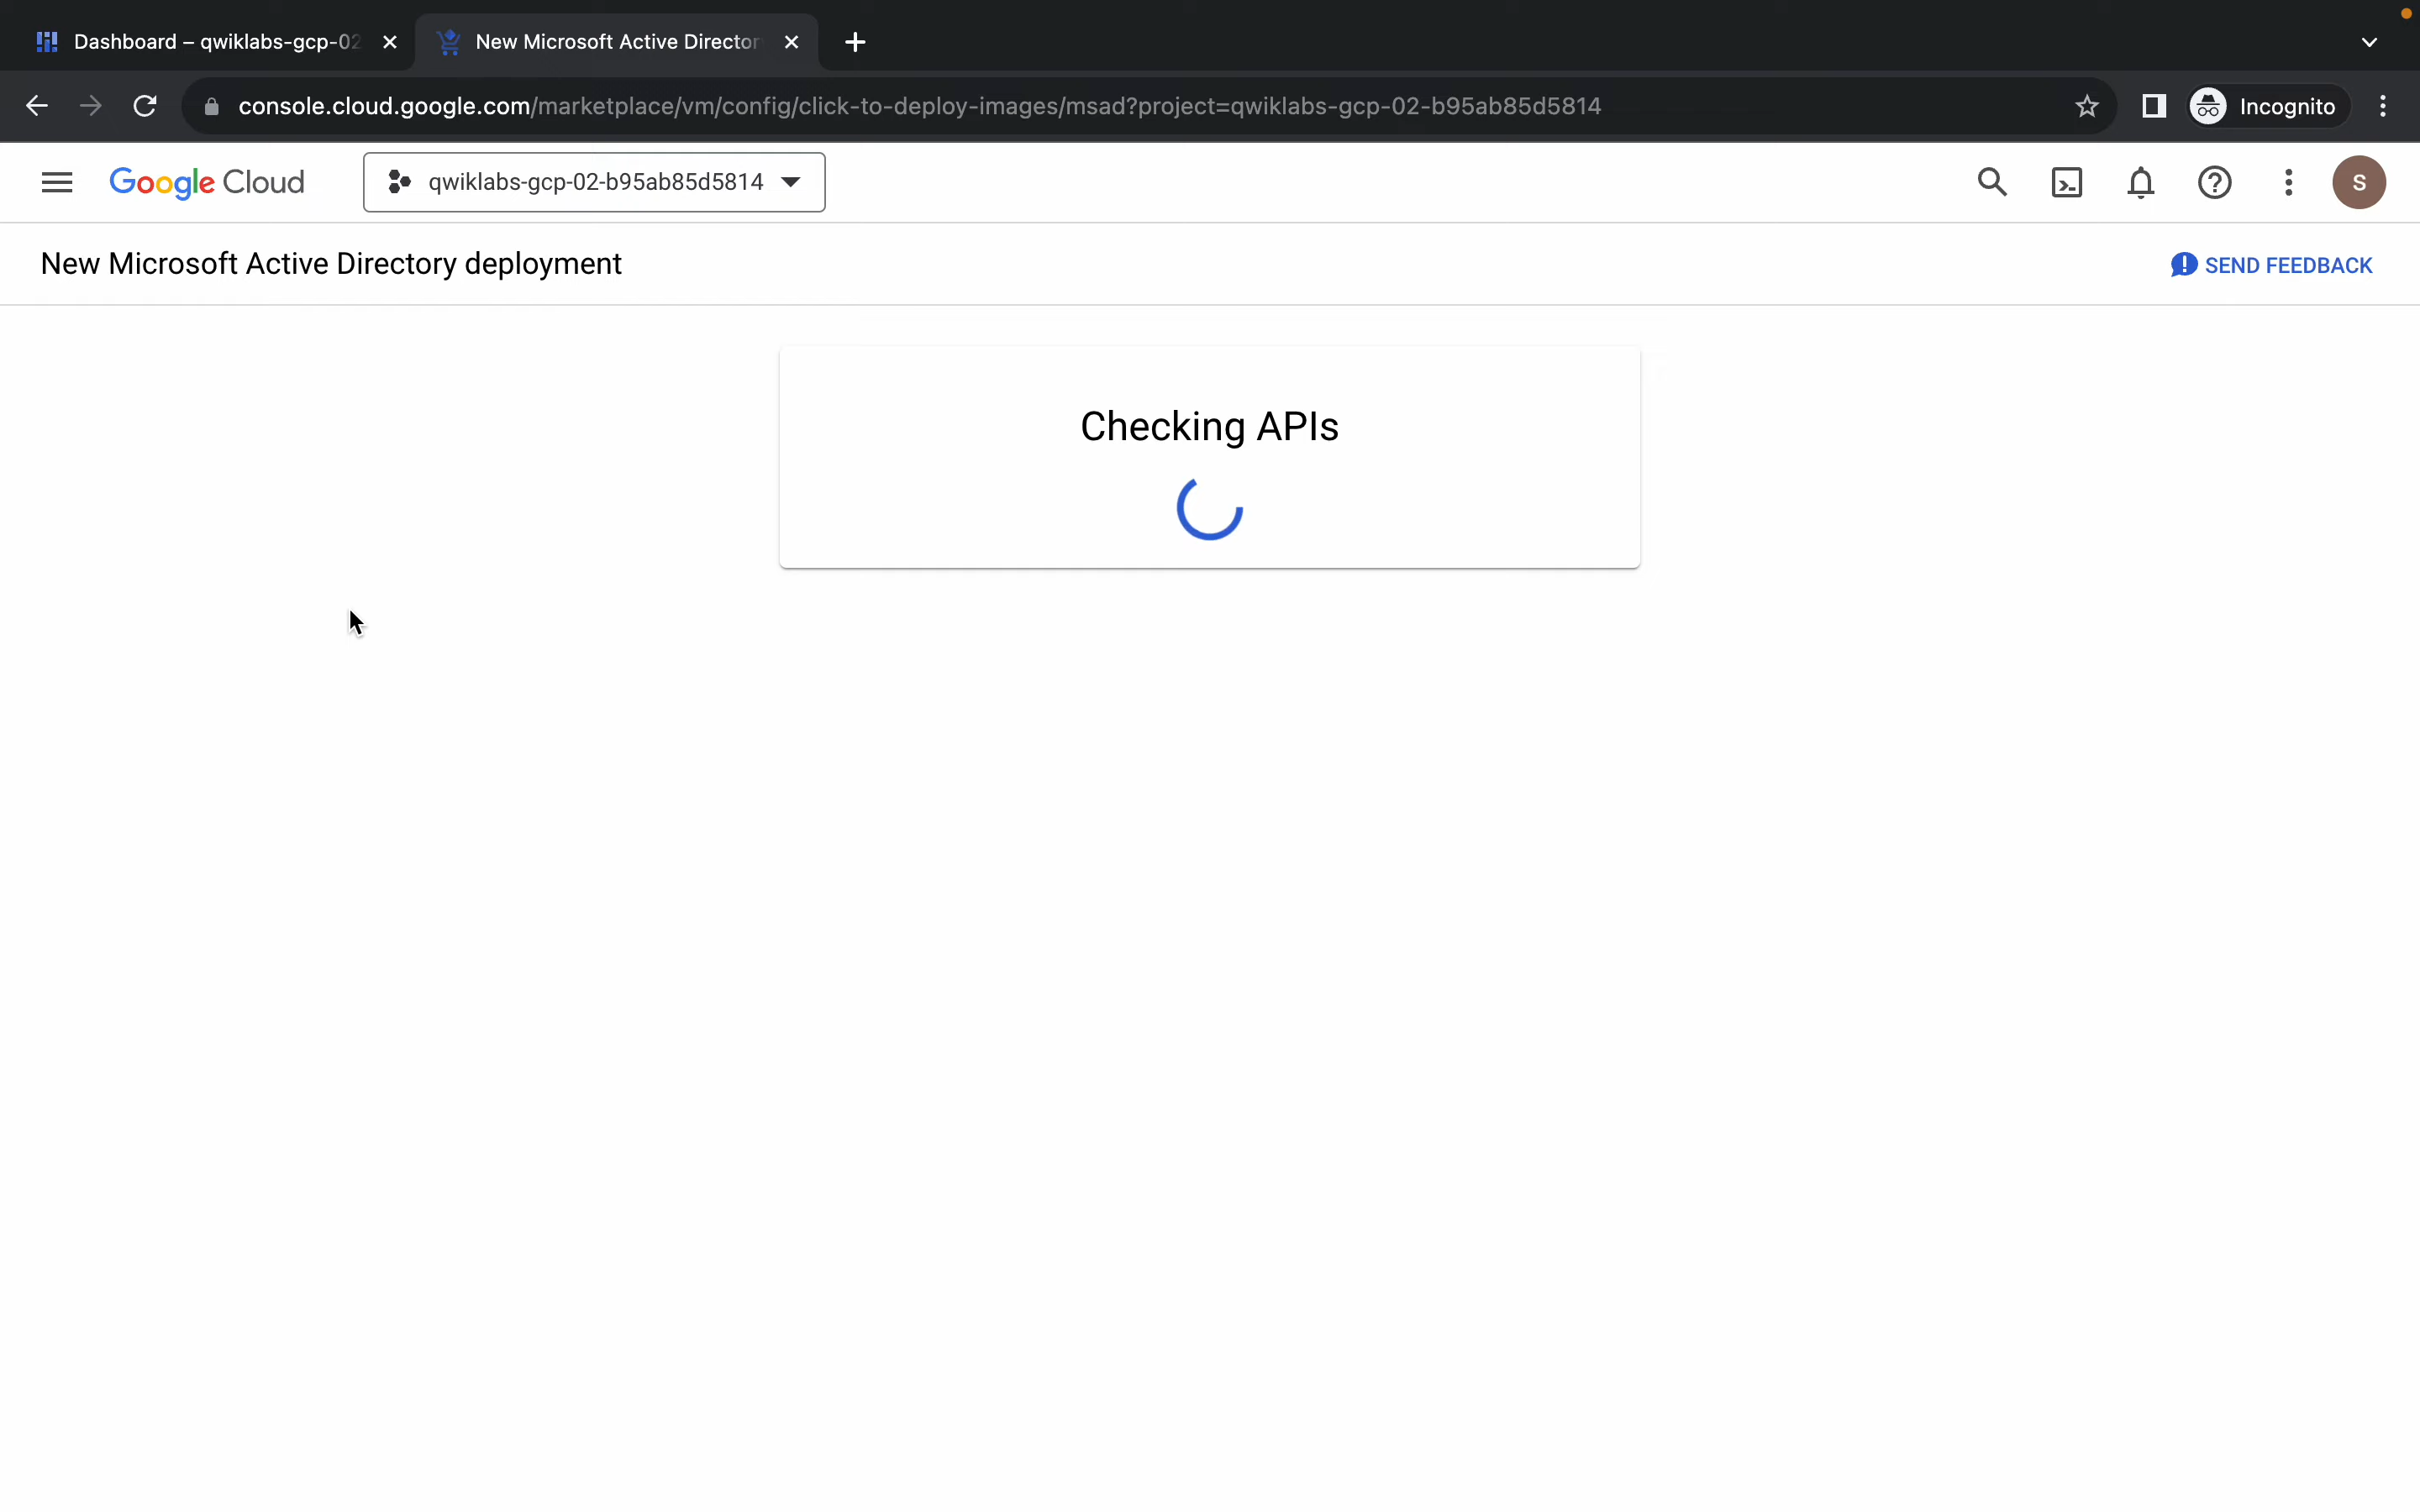 Dashboard – qwiklabs-gcp-02
New Microsoft Active Director
console.cloud.google.com/marketplace/vm/config/click-to-deploy-images/msad?project=qwiklabs-gcp-02-b95ab85d5814
Incognito
Google Cloud
qwiklabs-gcp-02-b95ab85d5814
S
New Microsoft Active Directory deployment
SEND FEEDBACK
Checking APIs